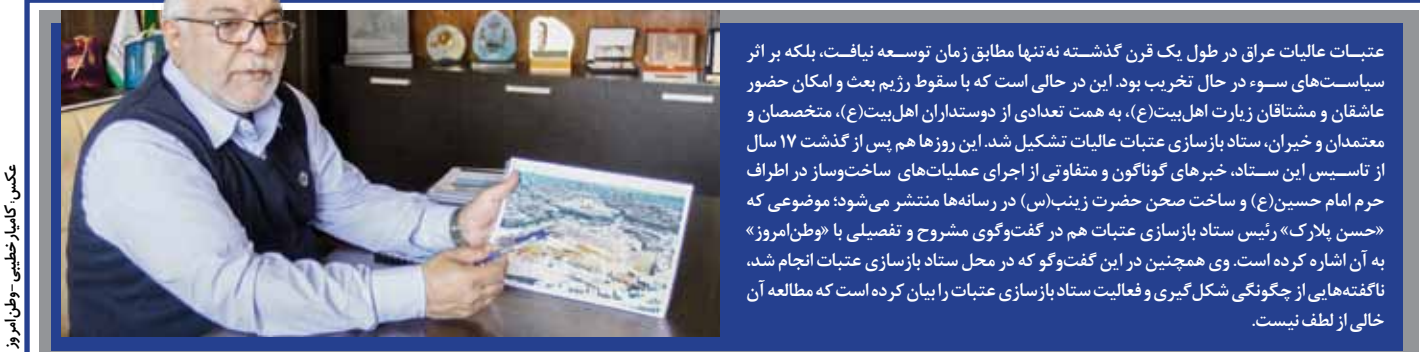 عتبات عالیات عراق در طول یک قرن گذشته نه‌تنها مطابق زمان توسعه نیافت، بلکه بر اثر
سیاست‌های سوء در حال تخریب بود. این در حالی است که با سقوط رژیم بعث و امکان حضور
عاشقان و مشتاقان زیارت اهل‌بیت(ع)، به همت تعدادی از دوستداران اهل‌بیت(ع)، متخصصان و
معتمدان و خیران، ستاد بازسازی عتبات عالیات تشکیل شد. این روزها هم پس از گذشت ۱۷ سال
از تاسیس این ستاد، خبرهای گوناگون و متفاوتی از اجرای عملیات‌های ساخت‌وساز در اطراف
حرم امام حسین(ع) و ساخت صحن حضرت زینب(س) در رسانه‌ها منتشر می‌شود؛ موضوعی که
«حسن پلارک» رئیس ستاد بازسازی عتبات هم در گفت‌وگوی مشروح و تفصیلی با «وطن‌امروز»
به آن اشاره کرده است. وی همچنین در این گفت‌وگو که در محل ستاد بازسازی عتبات انجام شد،
ناگفته‌هایی از چگونگی شکل‌گیری و فعالیت ستاد بازسازی عتبات را بیان کرده است که مطالعه آن
خالی از لطف نیست.
عکس: کامیار خطیبی - وطن امروز